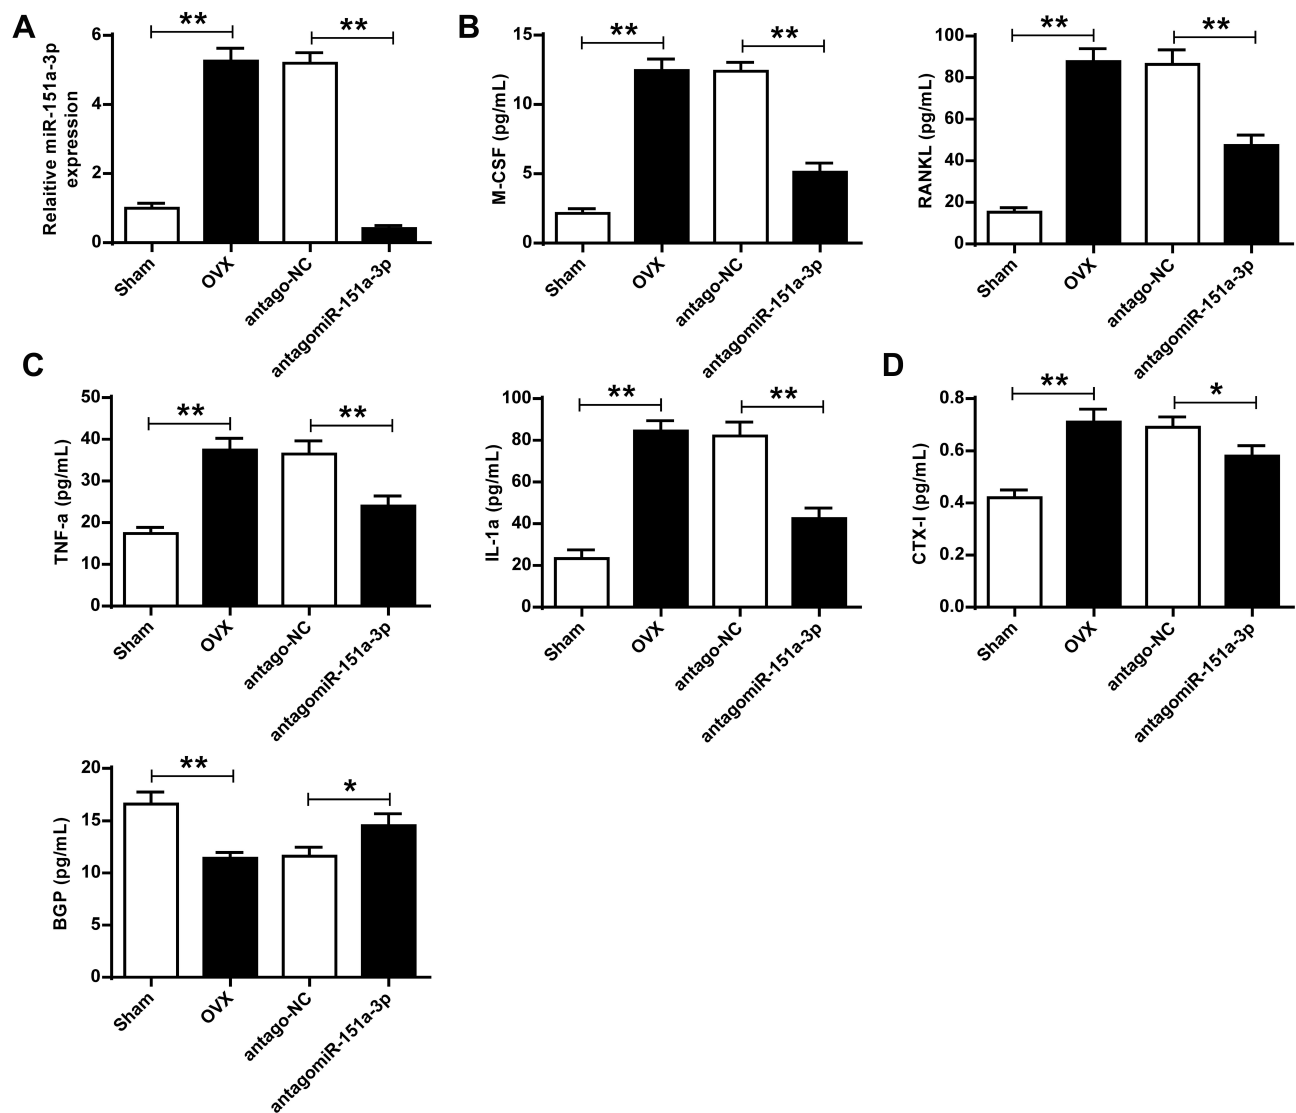 A
**
**
Relaitive miR-151a-3p
expression
6
4
2
0
Sham
OVX
antago-NC
antagomiR-151a-3p
B
**
**
M-CSF (pg/mL)
15
10
5
0
Sham
OVX
antago-NC
antagomiR-151a-3p
**
**
RANKL (pg/mL)
100
80
60
40
20
0
Sham
OVX
antago-NC
antagomiR-151a-3p
C
**
**
TNF-a (pg/mL)
50
40
30
20
10
0
Sham
OVX
antago-NC
antagomiR-151a-3p
**
**
IL-1a (pg/mL)
100
80
60
40
20
0
Sham
OVX
antago-NC
antagomiR-151a-3p
D
**
*
CTX-I (pg/mL)
0.8
0.6
0.4
0.2
0.0
Sham
OVX
antago-NC
antagomiR-151a-3p
**
*
BGP (pg/mL)
20
15
10
5
0
Sham
OVX
antago-NC
antagomiR-151a-3p